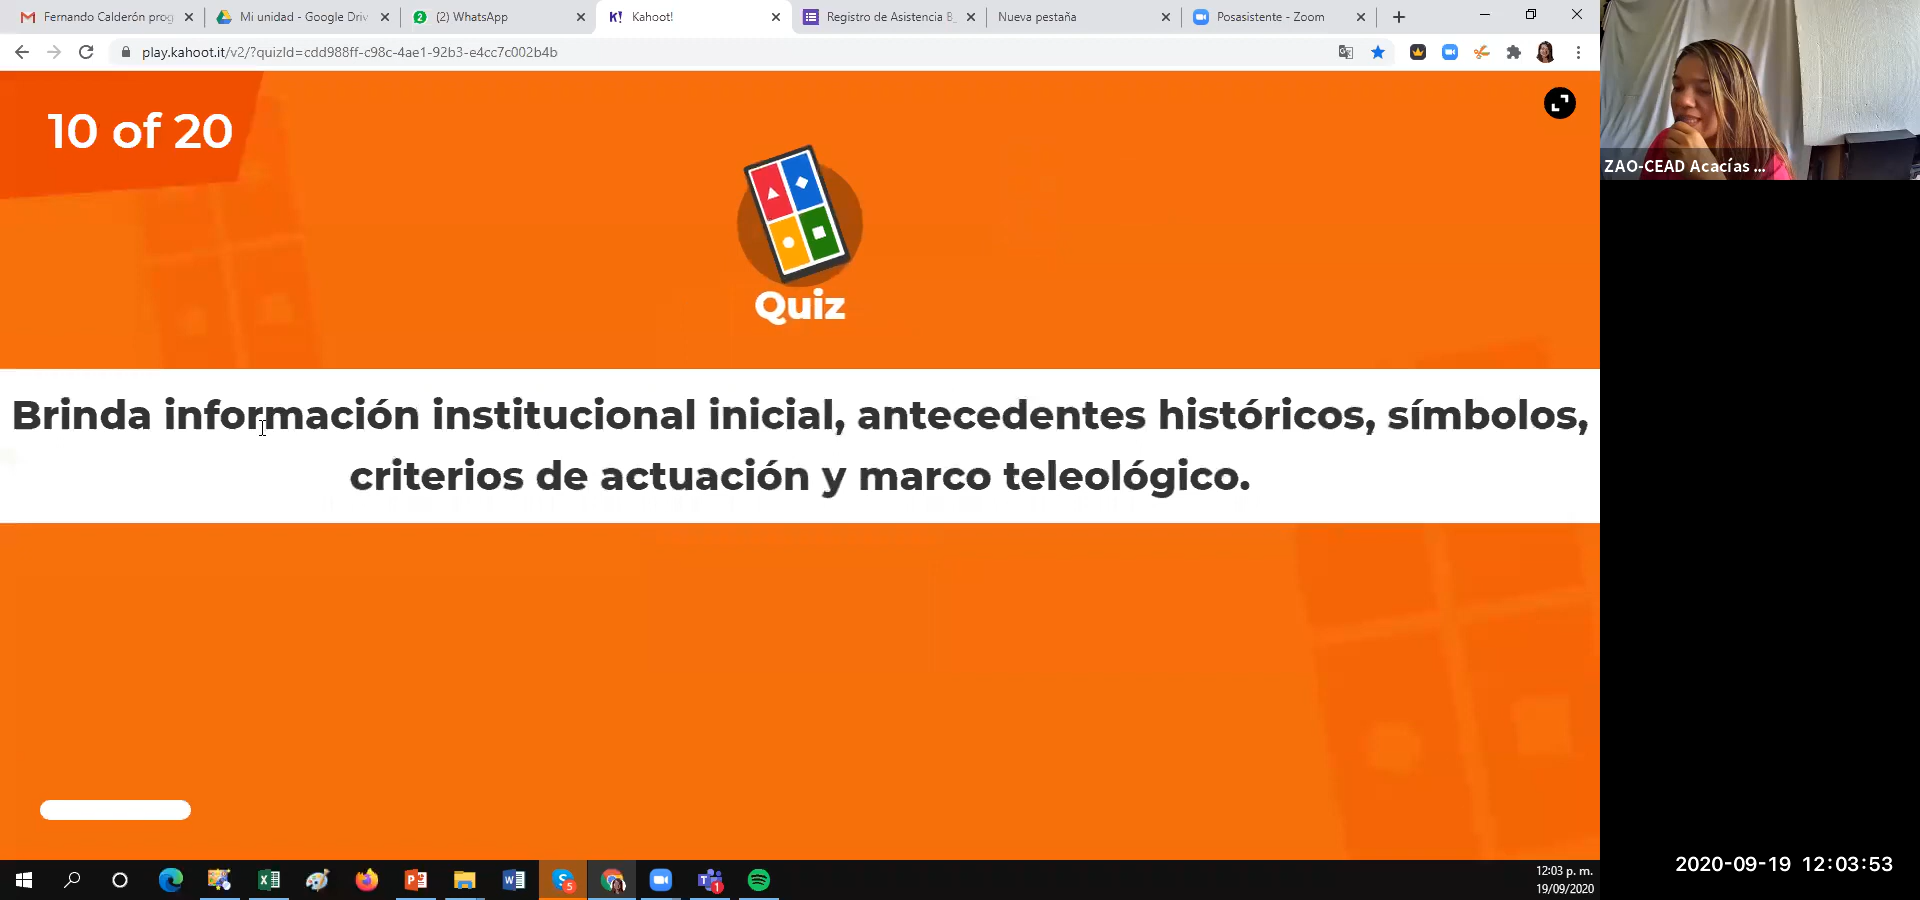 Fernando Calderón prog
Mi unidad - Google Driv
(2) WhatsApp
Kahoot!
Registro de Asistencia B_
Nueva pestaña
Posasistente - Zoom
play.kahoot.it/v2/?quizId=cdd988ff-c98c-4ae1-92b3-e4cc7c002b4b
10 of 20
Quiz
Brinda información institucional inicial, antecedentes históricos, símbolos,
criterios de actuación y marco teleológico.
ZAO-CEAD Acacías ...
12:03 p. m.
19/09/2020
2020-09-19 12:03:53